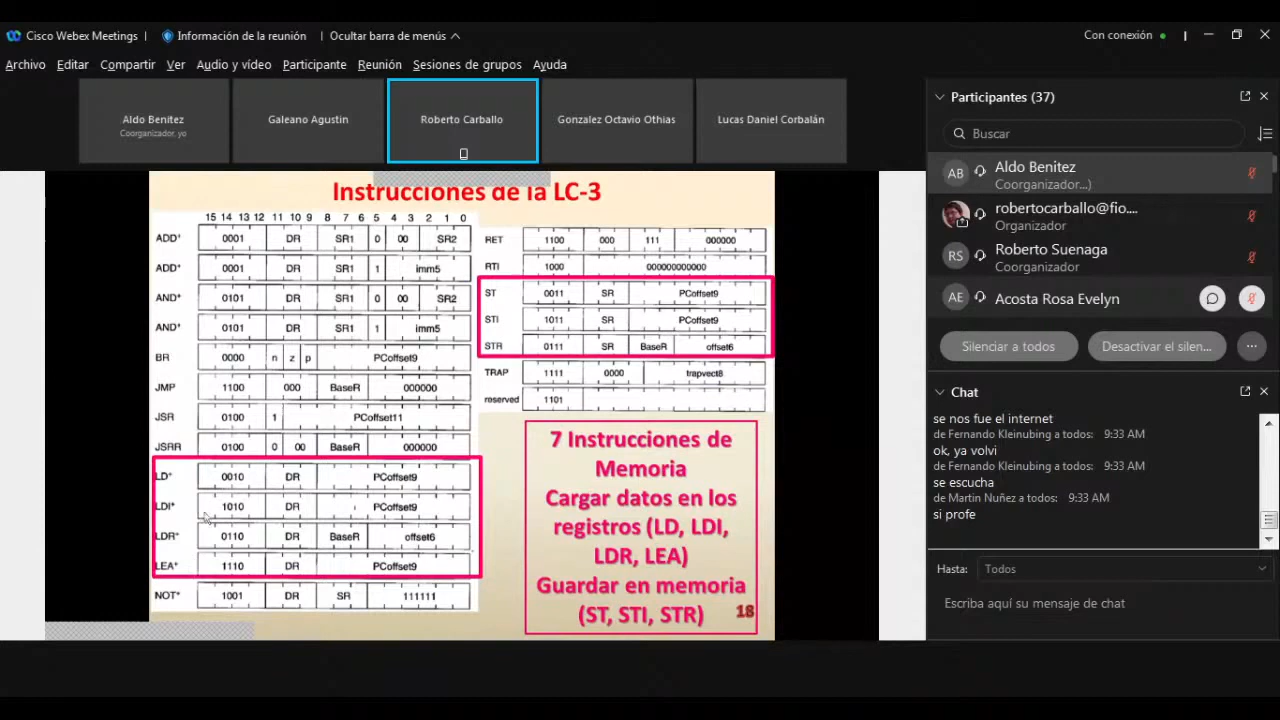 Cisco Webex Meetings | Información de la reunión | Ocultar barra de menús
Con conexión
Archivo Editar Compartir Ver Audio y vídeo Participante Reunión Sesiones de grupos Ayuda
Aldo Benitez
Coorganizador, yo
Galeano Agustin
Roberto Carballo
Gonzalez Octavio Othias
Lucas Daniel Corbalán
Instrucciones de la LC-3
15 14 13 12 11 10 9 8 7 6 5 4 3 2 1 0
ADD+ 0001 DR SR1 0 00 SR2
ADD+ 0001 DR SR1 1 imm5
AND+ 0101 DR SR1 0 00 SR2
AND+ 0101 DR SR1 1 imm5
BR 0000 n z p PCoffset9
JMP 1100 000 BaseR 000000
JSR 0100 1 PCoffset11
JSRR 0100 0 00 BaseR 000000
LD+ 0010 DR PCoffset9
LDI+ 1010 DR PCoffset9
LDR+ 0110 DR BaseR offset6
LEA+ 1110 DR PCoffset9
NOT+ 1001 DR SR 111111
RET 1100 000 111 000000
RTI 1000 000000000000
ST 0011 SR PCoffset9
STI 1011 SR PCoffset9
STR 0111 SR BaseR offset6
TRAP 1111 0000 trapvect8
reserved 1101
7 Instrucciones de
Memoria
Cargar datos en los
registros (LD, LDI,
LDR, LEA)
Guardar en memoria
(ST, STI, STR)
18
Participantes (37)
Buscar
AB Aldo Benitez
Coorganizador...)
robertocarballo@fio....
Organizador
RS Roberto Suenaga
Coorganizador
AE Acosta Rosa Evelyn
Silenciar a todos
Desactivar el silen...
Chat
se nos fue el internet
de Fernando Kleinubing a todos: 9:33 AM
ok, ya volvi
de Fernando Kleinubing a todos: 9:33 AM
se escucha
de Martin Nuñez a todos: 9:33 AM
si profe
Hasta: Todos
Escriba aquí su mensaje de chat